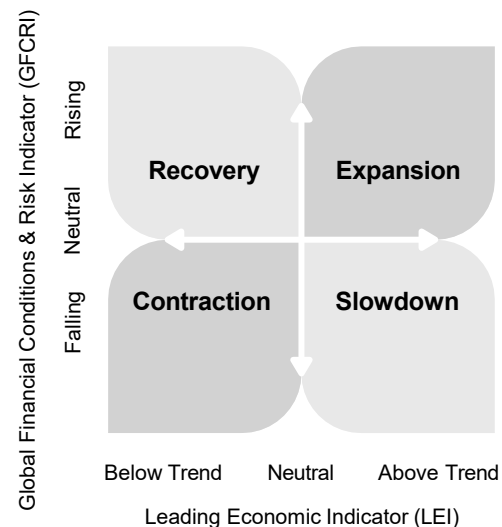 Global Financial Conditions & Risk Indicator (GFCRI)
Rising
Neutral
Falling
Recovery
Expansion
Contraction
Slowdown
Below Trend
Neutral
Above Trend
Leading Economic Indicator (LEI)